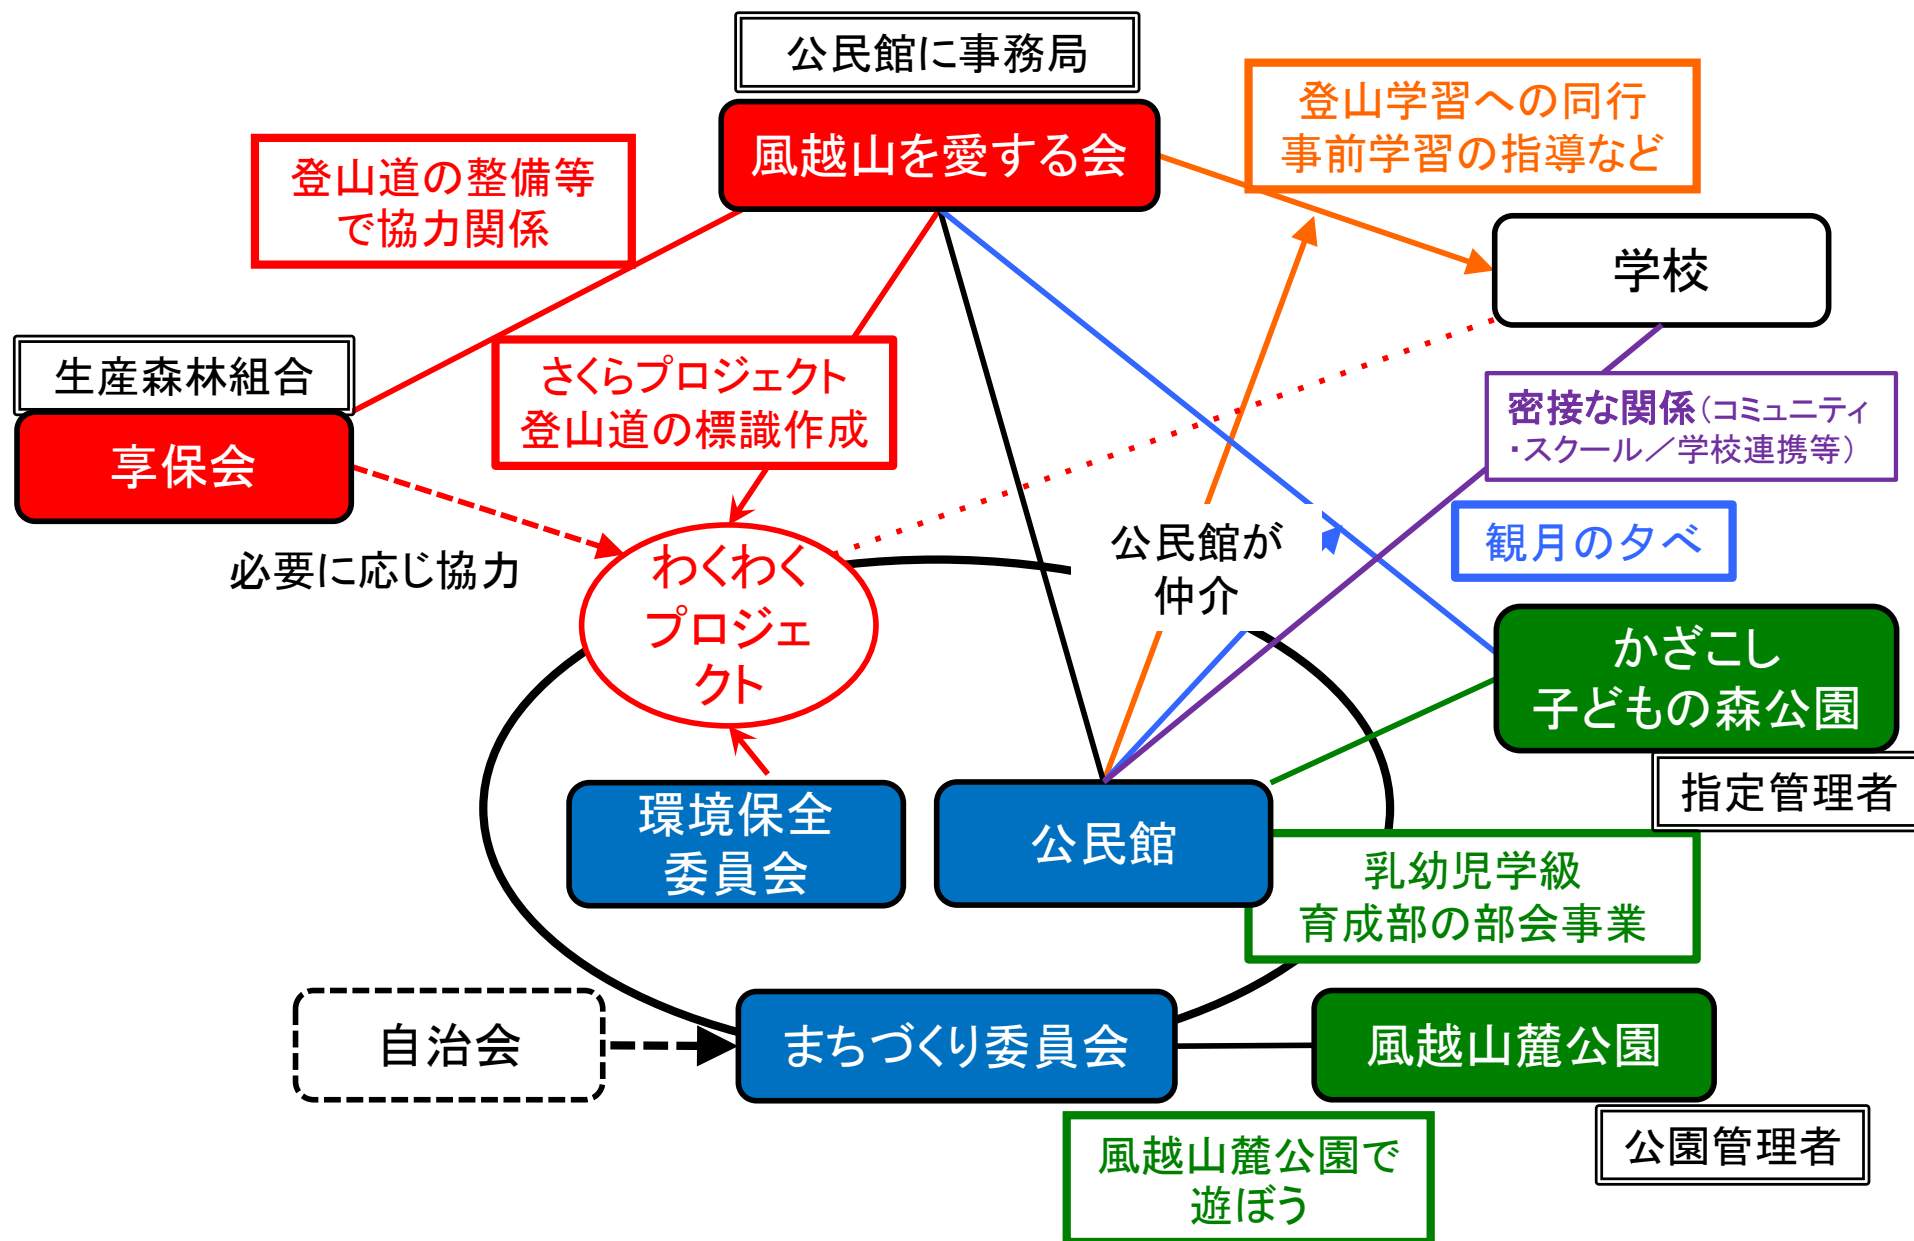 公民館に事務局
風越山を愛する会
登山学習への同行
事前学習の指導など
登山道の整備等
で協力関係
学校
生産森林組合
享保会
さくらプロジェクト
登山道の標識作成
密接な関係（コミュニティ
・スクール／学校連携等）
観月の夕べ
公民館が
仲介
必要に応じ協力
わくわく
プロジェ
クト
かざこし
子どもの森公園
指定管理者
環境保全
委員会
公民館
乳幼児学級
育成部の部会事業
自治会
まちづくり委員会
風越山麓公園
公園管理者
風越山麓公園で
遊ぼう